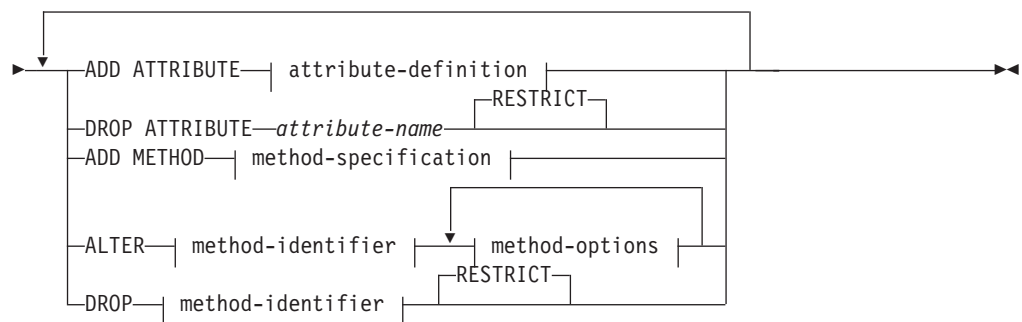 ADD ATTRIBUTE attribute-definition
RESTRICT
DROP ATTRIBUTE attribute-name
ADD METHOD method-specification
ALTER method-identifier method-options
RESTRICT
DROP method-identifier